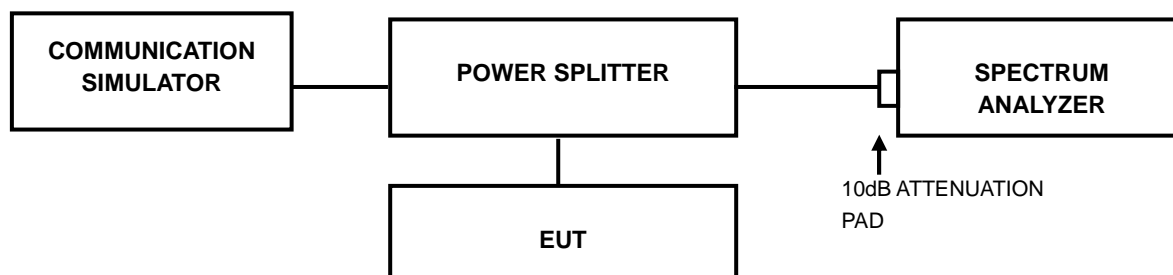 COMMUNICATION
SIMULATOR
POWER SPLITTER
SPECTRUM
ANALYZER
10dB ATTENUATION
PAD
EUT